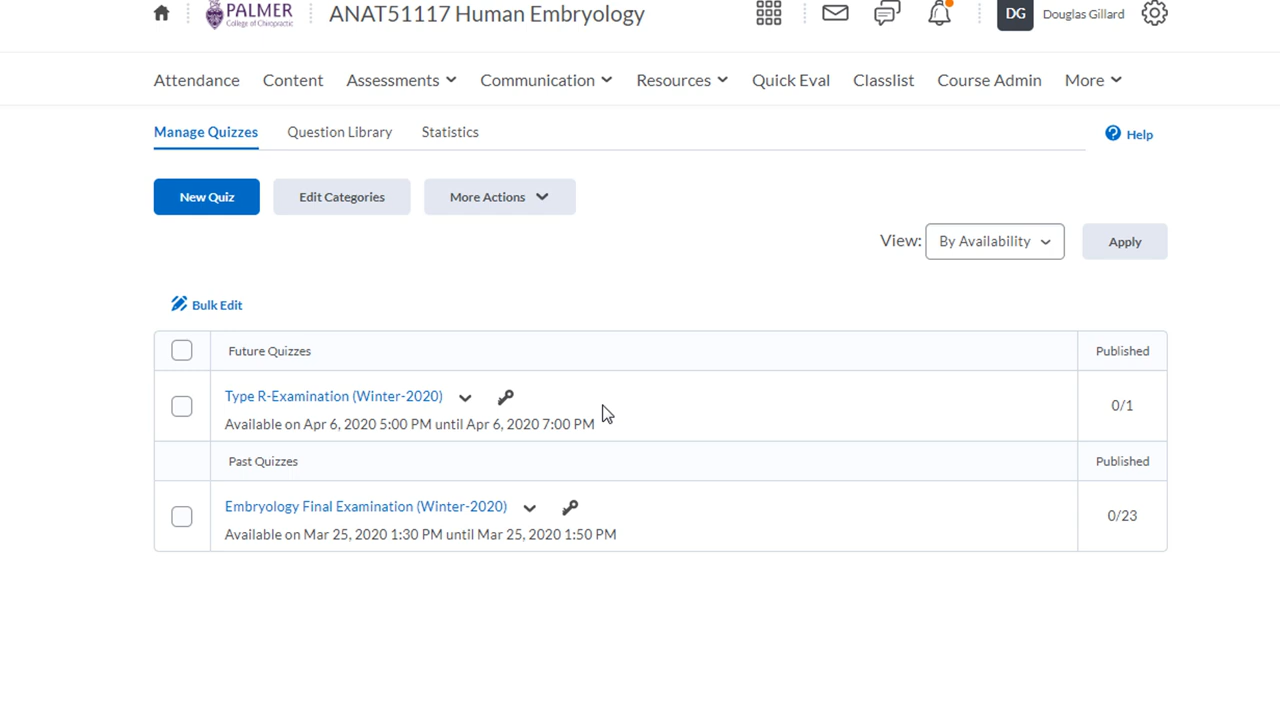 PALMER
College of Chiropractic
ANAT51117 Human Embryology
DG
Douglas Gillard
Attendance
Content
Assessments
Communication
Resources
Quick Eval
Classlist
Course Admin
More
Manage Quizzes
Question Library
Statistics
Help
New Quiz
Edit Categories
More Actions
View:
By Availability
Apply
Bulk Edit
Future Quizzes
Published
Type R-Examination (Winter-2020)
Available on Apr 6, 2020 5:00 PM until Apr 6, 2020 7:00 PM
0/1
Past Quizzes
Published
Embryology Final Examination (Winter-2020)
Available on Mar 25, 2020 1:30 PM until Mar 25, 2020 1:50 PM
0/23